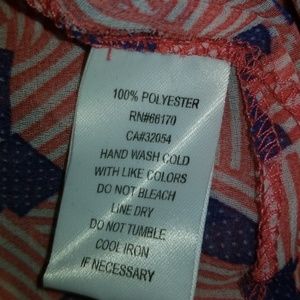 100% POLYESTER
RN#66170
CA#32054
HAND WASH COLD
WITH LIKE COLORS
DO NOT BLEACH
LINE DRY
DO NOT TUMBLE
COOL IRON
IF NECESSARY